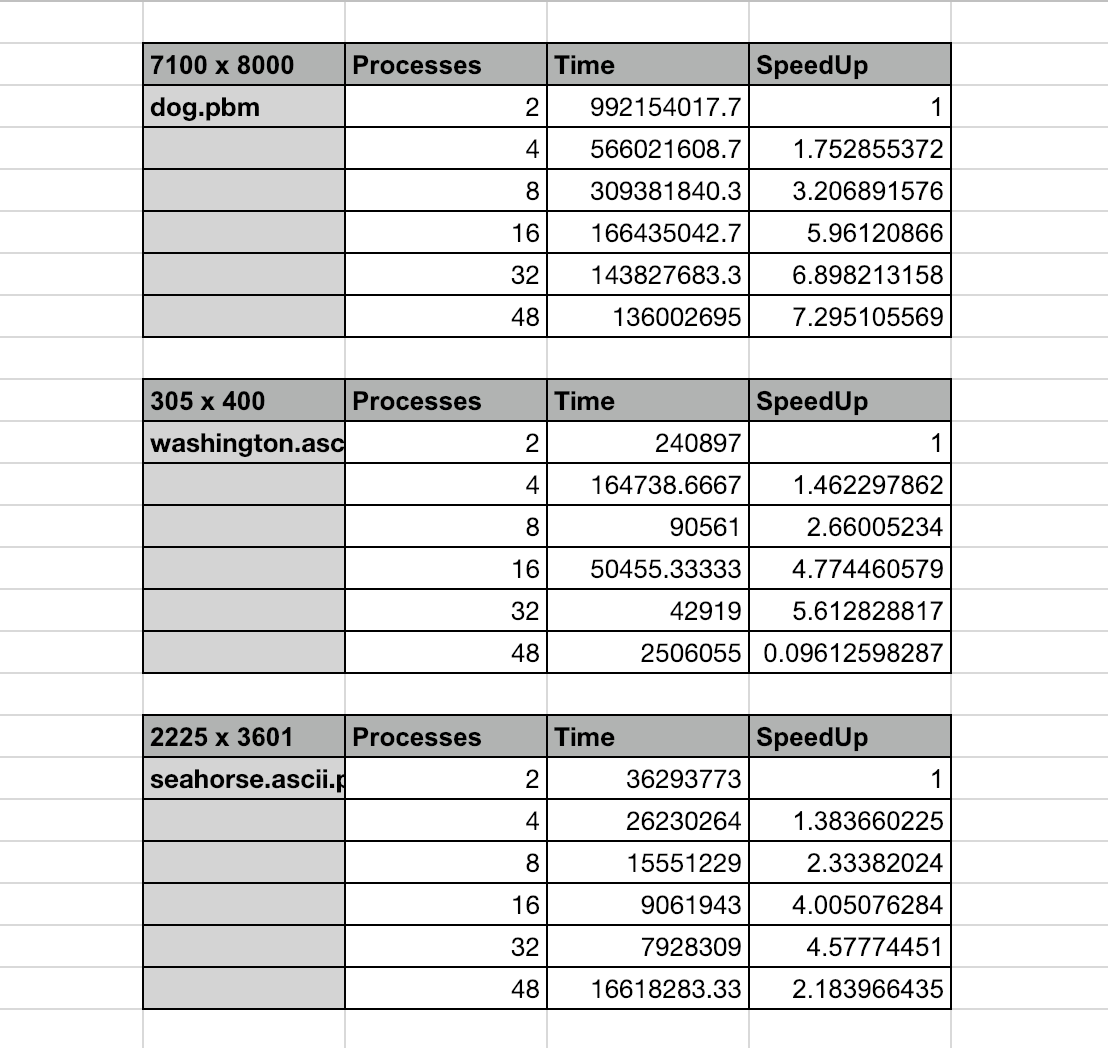 7100 x 8000 Processes Time SpeedUp
dog.pbm 2 992154017.7 1
4 566021608.7 1.752855372
8 309381840.3 3.206891576
16 166435042.7 5.96120866
32 143827683.3 6.898213158
48 136002695 7.295105569
305 x 400 Processes Time SpeedUp
washington.asc 2 240897 1
4 164738.6667 1.462297862
8 90561 2.66005234
16 50455.33333 4.774460579
32 42919 5.612828817
48 2506055 0.09612598287
2225 x 3601 Processes Time SpeedUp
seahorse.ascii.p 2 36293773 1
4 26230264 1.383660225
8 15551229 2.33382024
16 9061943 4.005076284
32 7928309 4.57774451
48 16618283.33 2.183966435